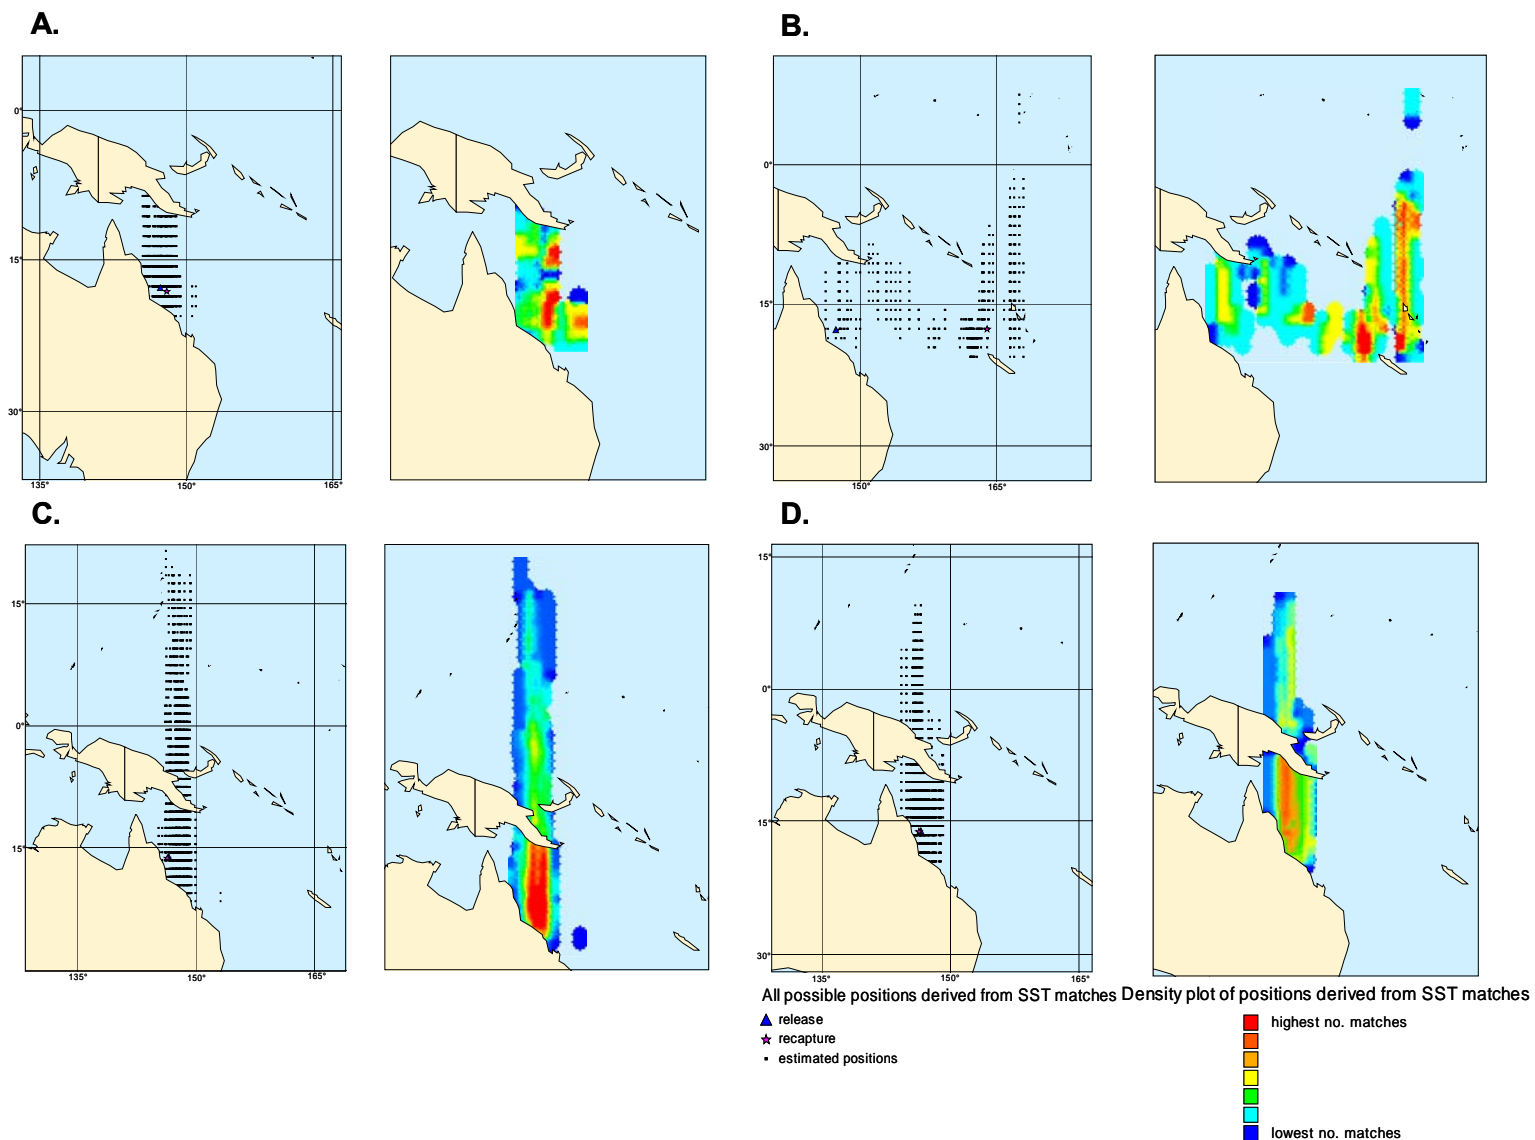 A.
B.
0°
15°
30°
135°
150°
165°
0°
15°
30°
150°
165°
C.
D.
15°
0°
15°
135°
150°
165°
15°
0°
15°
30°
135°
150°
165°
All possible positions derived from SST matches
release
recapture
estimated positions
Density plot of positions derived from SST matches
highest no. matches
lowest no. matches